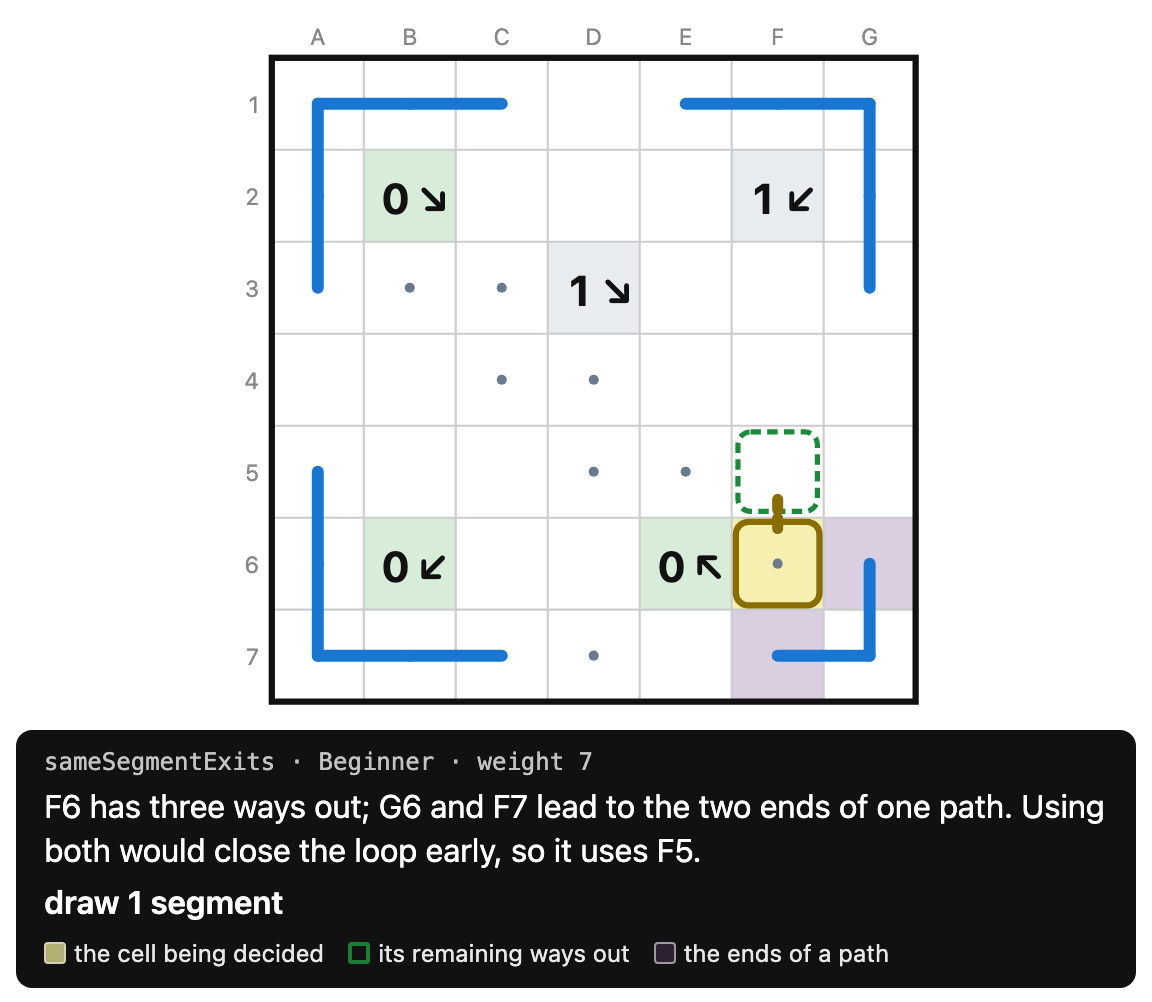 A B C D E F G
1
2 0 ↘ 1 ↙
3 1 ↘
4
5
6 0 ↙ 0 ↖
7
sameSegmentExits · Beginner · weight 7
F6 has three ways out; G6 and F7 lead to the two ends of one path. Using
both would close the loop early, so it uses F5.
draw 1 segment
the cell being decided its remaining ways out the ends of a path